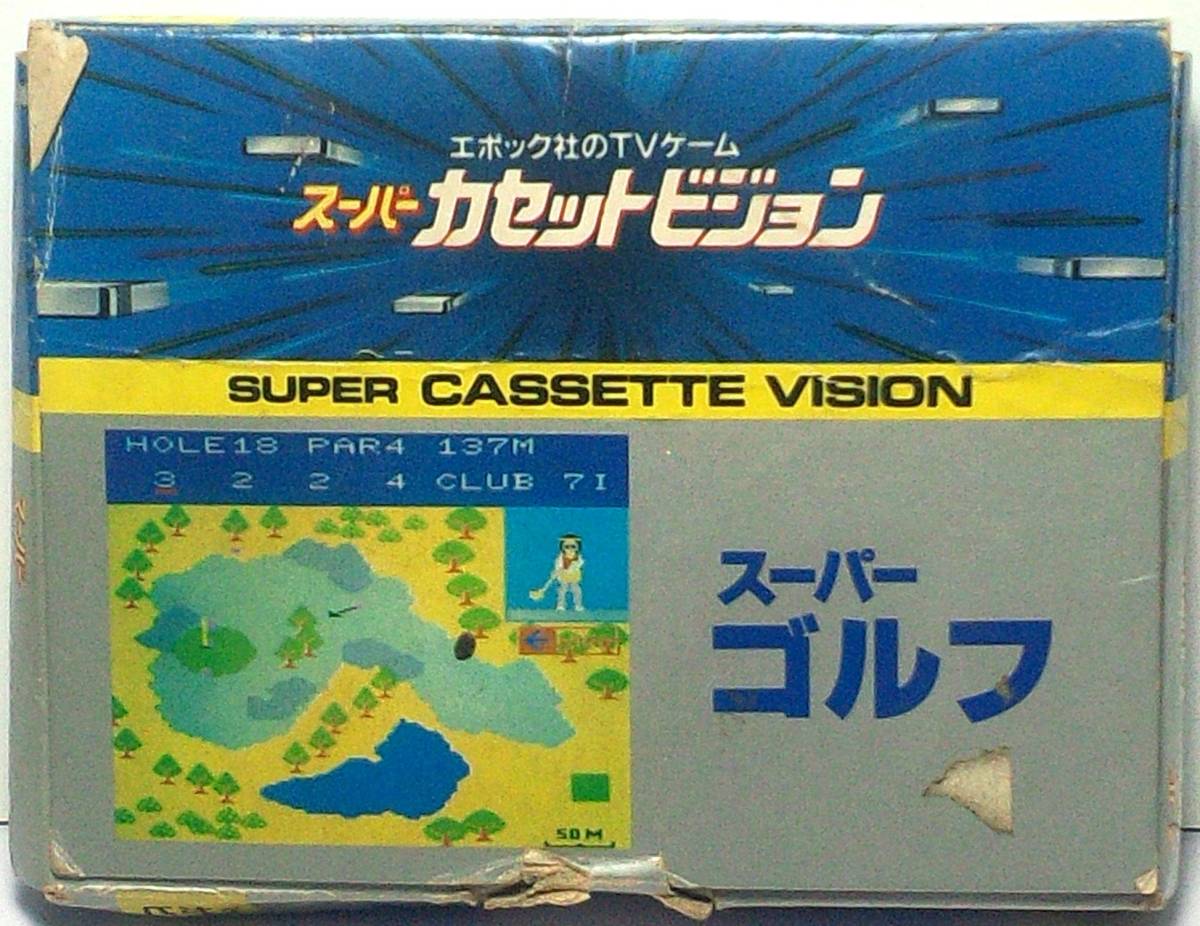 エポック社のTVケーム
スーパーカセットビジョン
SUPER CASSETTE VISION
HOLE18 PAR4 137M
3 2 2 4 CLUB 7I
50M
スーパー
ゴルフ